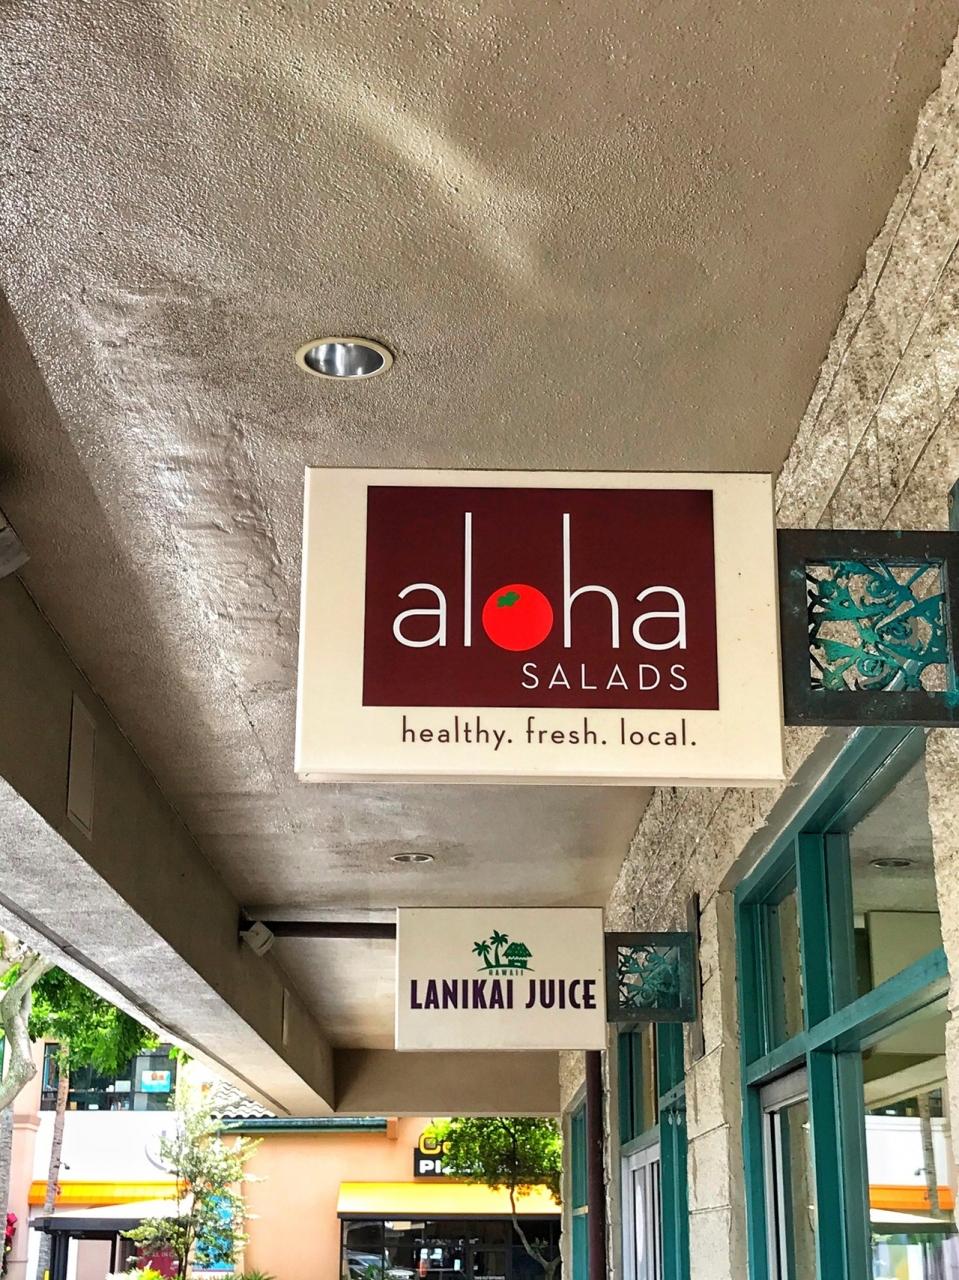 aloha
SALADS
healthy. fresh. local.
HAWAII
LANIKAI JUICE